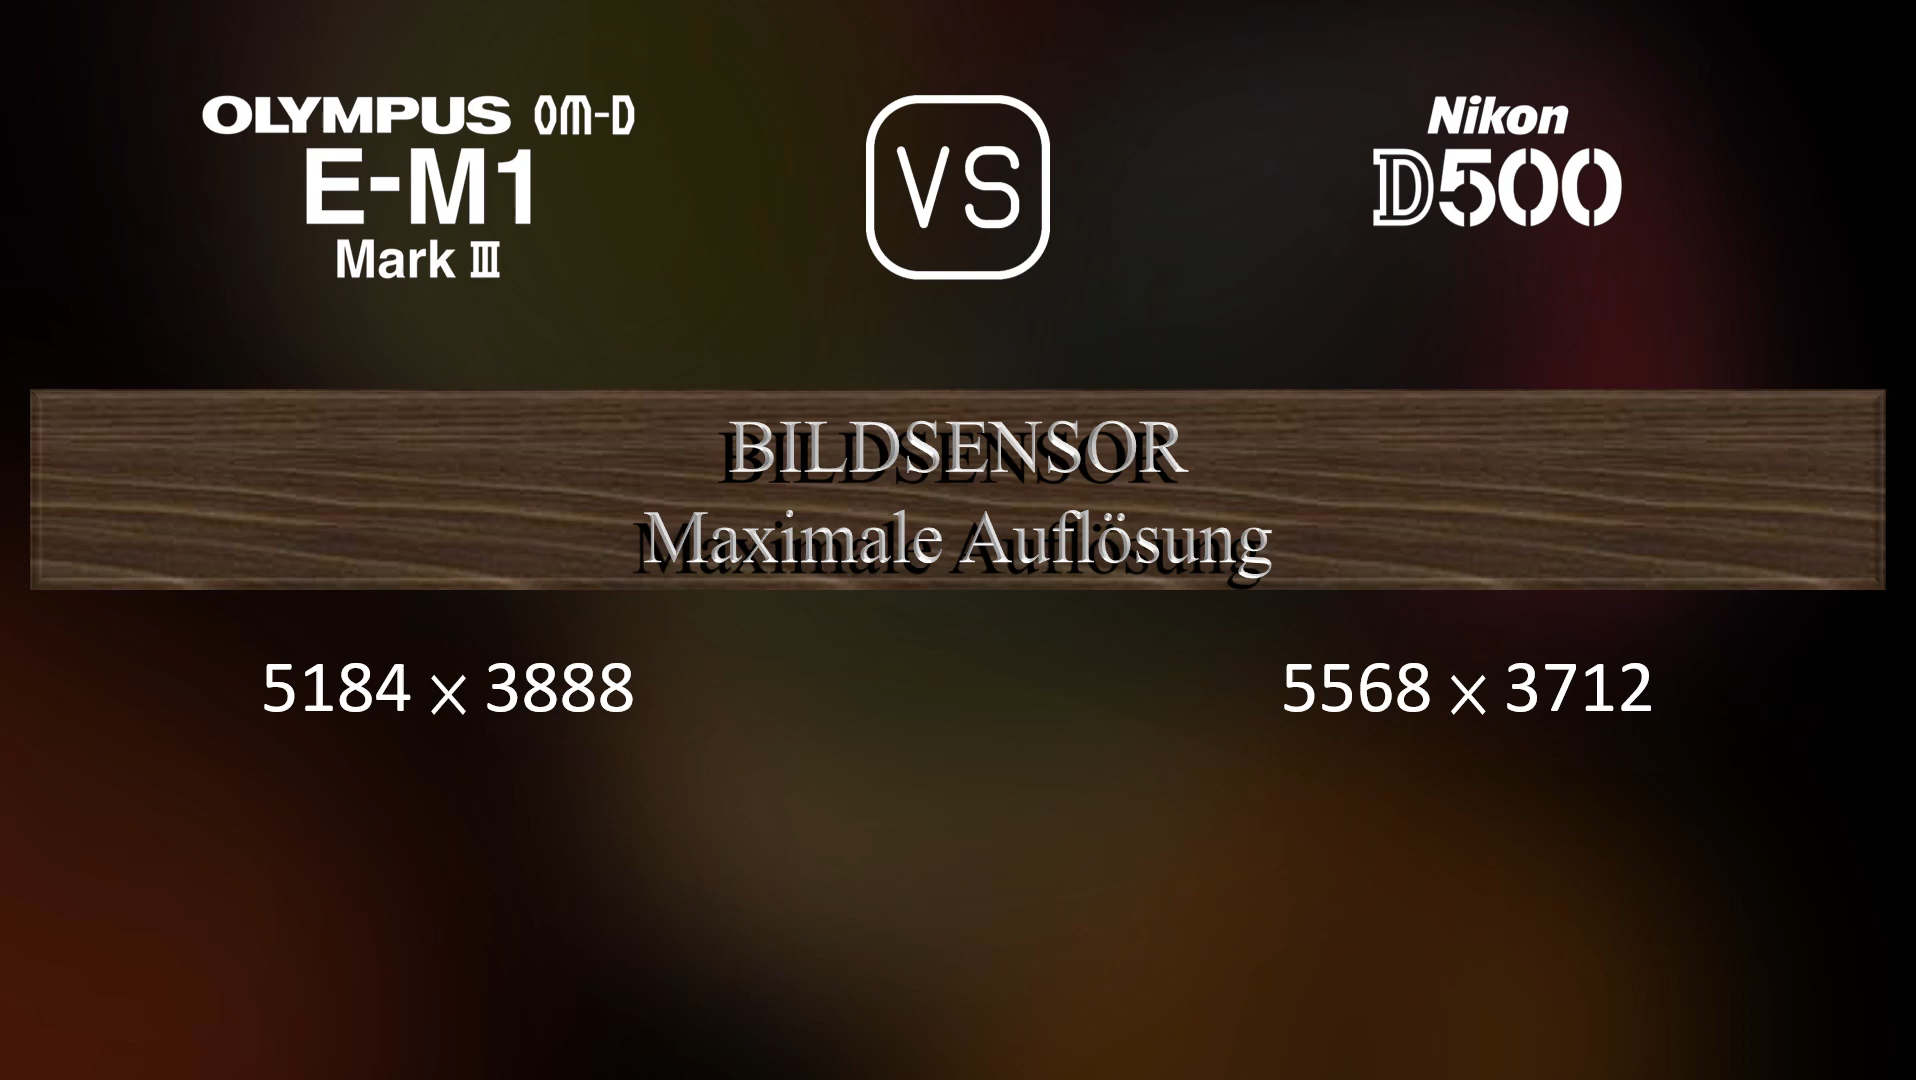 OLYMPUS OM-D
E-M1
Mark III
VS
Nikon
D500
BILDSENSOR
Maximale Auflösung
5184 x 3888
5568 x 3712